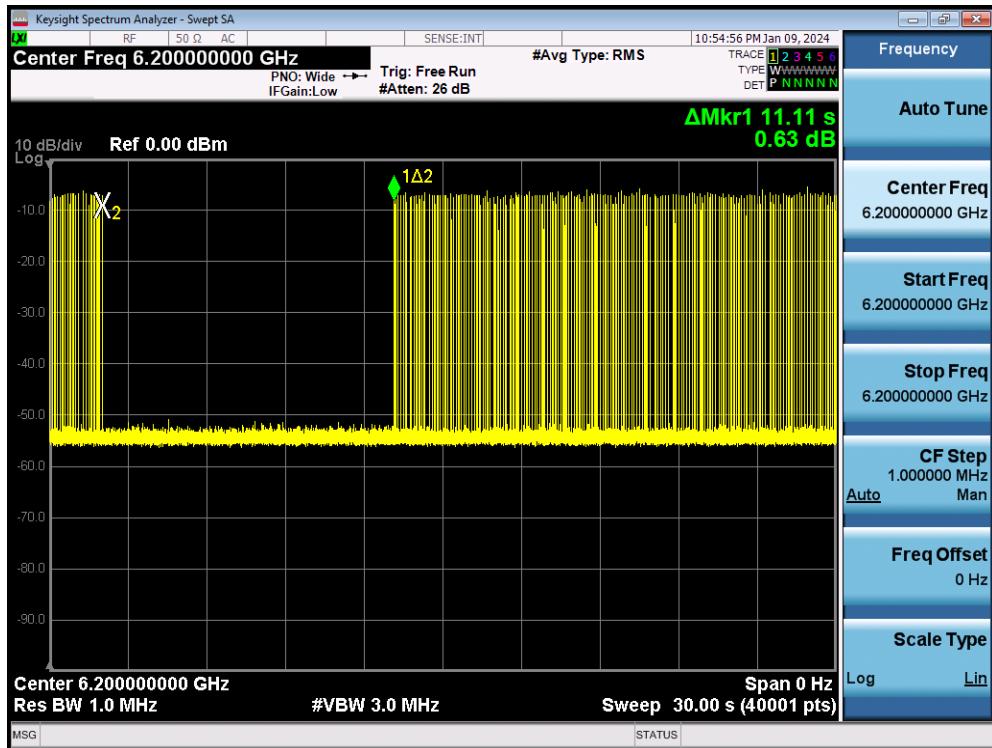 Keysight Spectrum Analyzer - Swept SA
LXI RF 50 Ω AC SENSE:INT 10:54:56 PM Jan 09, 2024
Center Freq 6.200000000 GHz
PNO: Wide
IFGain:Low
Trig: Free Run
#Atten: 26 dB
#Avg Type: RMS
TRACE 1 2 3 4 5 6
TYPE W W W W W W
DET P N N N N N
ΔMkr1 11.11 s
0.63 dB
10 dB/div Ref 0.00 dBm
Log
1Δ2
X2
-10.0
-20.0
-30.0
-40.0
-50.0
-60.0
-70.0
-80.0
-90.0
Center 6.200000000 GHz Span 0 Hz
Res BW 1.0 MHz #VBW 3.0 MHz Sweep 30.00 s (40001 pts)
MSG STATUS
Frequency
Auto Tune
Center Freq
6.200000000 GHz
Start Freq
6.200000000 GHz
Stop Freq
6.200000000 GHz
CF Step
1.000000 MHz
Auto Man
Freq Offset
0 Hz
Scale Type
Log Lin